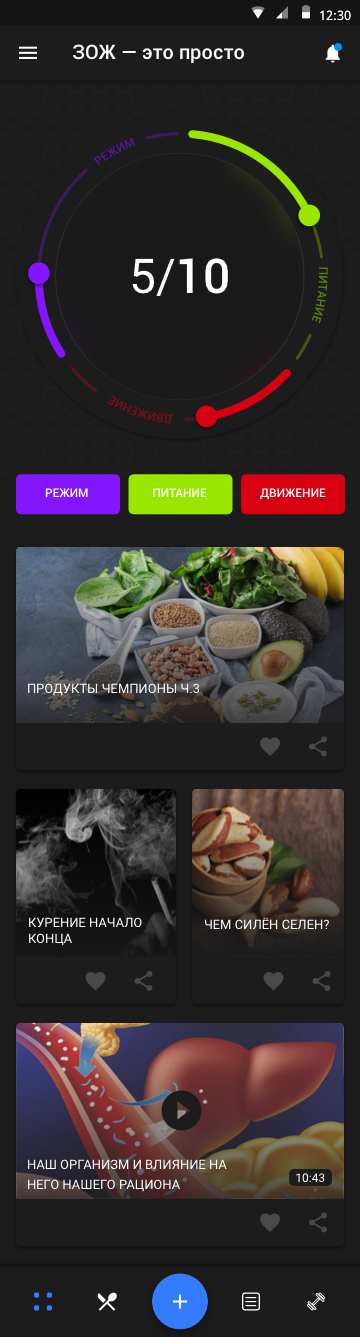 12:30
ЗОЖ — это просто
РЕЖИМ
ПИТАНИЕ
5/10
ДВИЖЕНИЕ
РЕЖИМ
ПИТАНИЕ
ДВИЖЕНИЕ
ПРОДУКТЫ ЧЕМПИОНЫ Ч.3
КУРЕНИЕ НАЧАЛО
КОНЦА
ЧЕМ СИЛЁН СЕЛЕН?
НАШ ОРГАНИЗМ И ВЛИЯНИЕ НА
НЕГО НАШЕГО РАЦИОНА
10:43